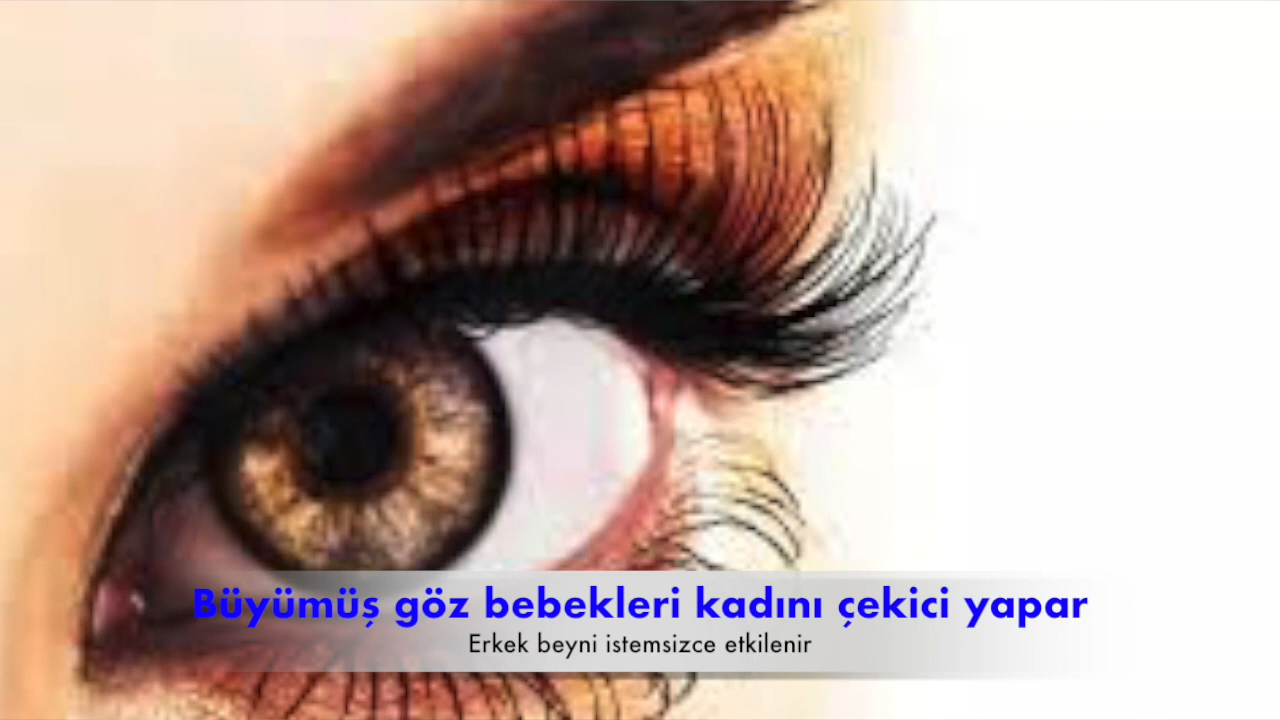 Büyümüş göz bebekleri kadını çekici yapar
Erkek beyni istemsizce etkilenir